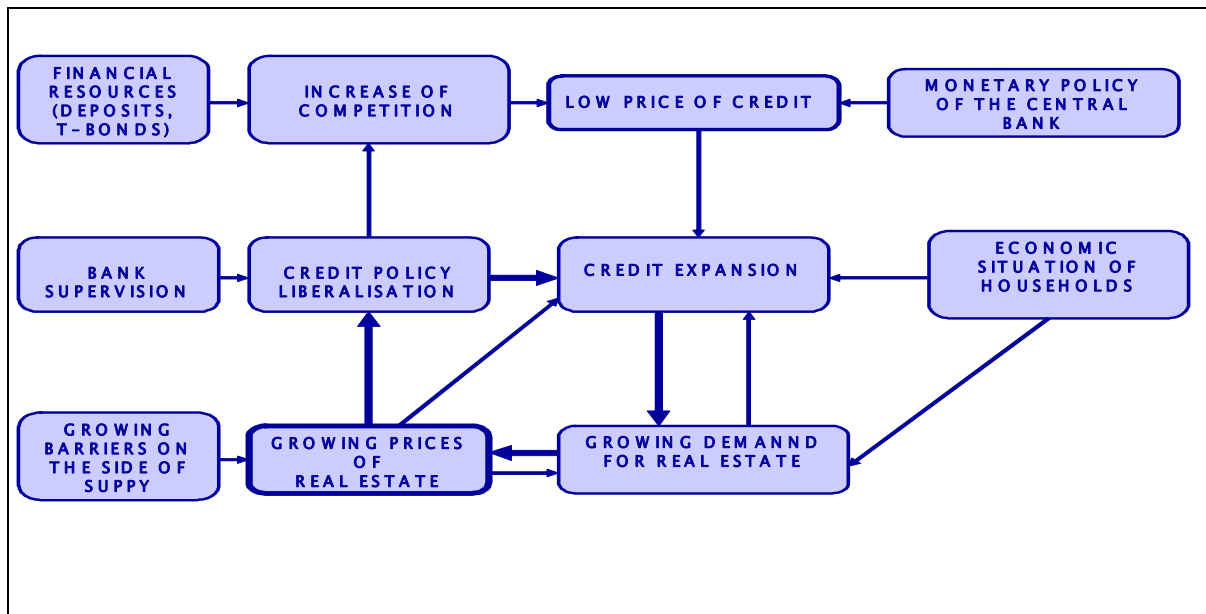 FINANCIAL
RESOURCES
(DEPOSITS,
T-BONDS)
INCREASE OF
COMPETITION
LOW PRICE OF CREDIT
MONETARY POLICY
OF THE CENTRAL
BANK
BANK
SUPERVISION
CREDIT POLICY
LIBERALISATION
CREDIT EXPANSION
ECONOMIC
SITUATION OF
HOUSEHOLDS
GROWING
BARRIERS ON
THE SIDE OF
SUPPY
GROWING PRICES
OF
REAL ESTATE
GROWING DEMANND
FOR REAL ESTATE